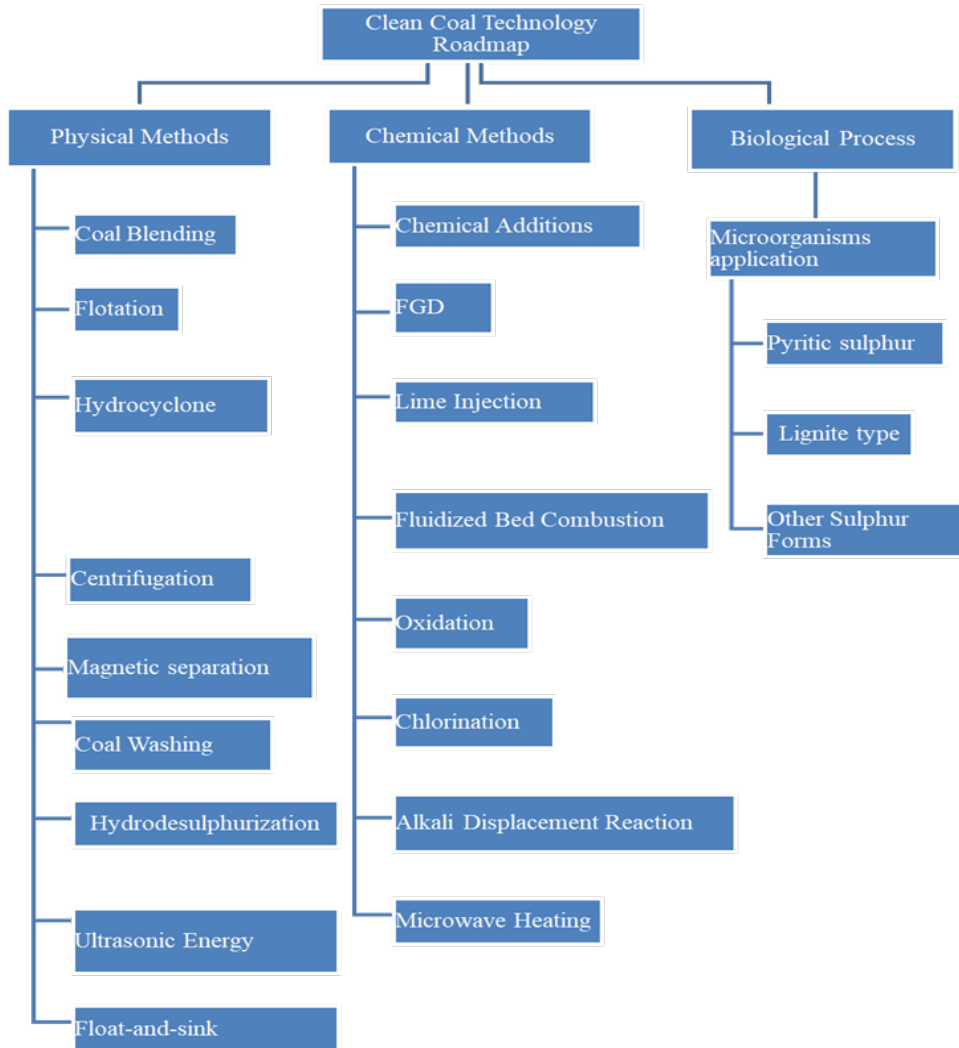 Clean Coal Technology
Roadmap
Physical Methods
Chemical Methods
Biological Process
Coal Blending
Flotation
Hydrocyclone
Centrifugation
Magnetic separation
Coal Washing
Hydrodesulphurization
Ultrasonic Energy
Float-and-sink
Chemical Additions
FGD
Lime Injection
Fluidized Bed Combustion
Oxidation
Chlorination
Alkali Displacement Reaction
Microwave Heating
Microorganisms
application
Pyritic sulphur
Lignite type
Other Sulphur
Forms